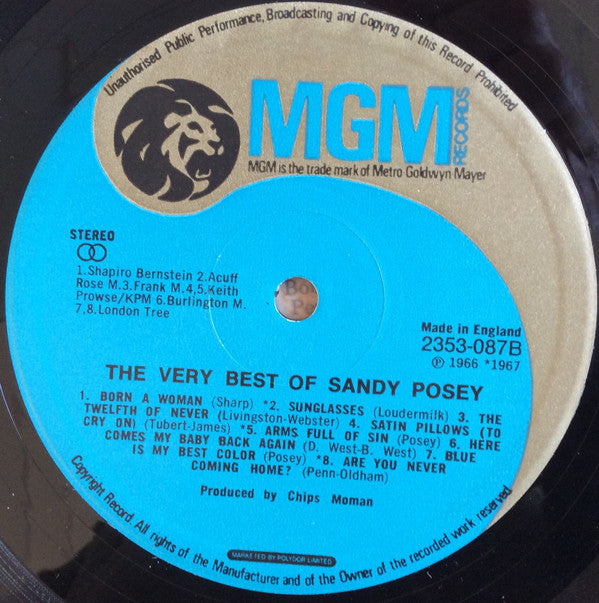 Unauthorised Public Performance, Broadcasting and Copying of this Record Prohibited
MGM
RECORDS
MGM is the trade mark of Metro-Goldwyn-Mayer
STEREO
1.Shapiro Bernstein 2.Acuff
Rose M.3.Frank M.4,5.Keith
Prowse/KPM 6.Burlington M.
7,8.London Tree
Made in England
2353-087B
℗ 1966 *1967
THE VERY BEST OF SANDY POSEY
1. BORN A WOMAN (Sharp) *2. SUNGLASSES (Loudermilk) 3. THE
TWELFTH OF NEVER (Livingston-Webster) 4. SATIN PILLOWS (TO
CRY ON) (Tubert-James) *5. ARMS FULL OF SIN (Posey) 6. HERE
COMES MY BABY BACK AGAIN (D. West-B. West) 7. BLUE
IS MY BEST COLOR (Posey) *8. ARE YOU NEVER
COMING HOME? (Penn-Oldham)
Produced by Chips Moman
MARKETED BY POLYDOR LIMITED
Copyright Record. All rights of the Manufacturer and of the Owner of the recorded work reserved